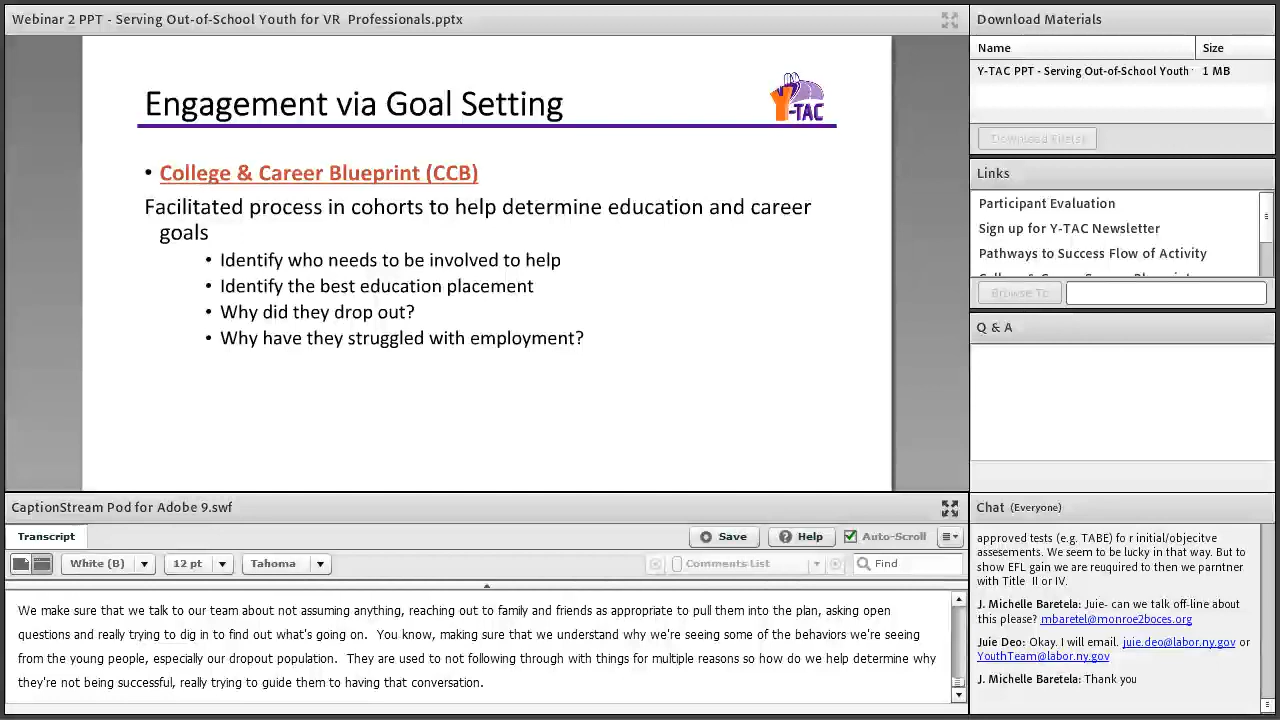 Webinar 2 PPT - Serving Out-of-School Youth for VR  Professionals.pptx
Engagement via Goal Setting
Y-TAC
• College & Career Blueprint (CCB)
Facilitated process in cohorts to help determine education and career
goals
• Identify who needs to be involved to help
• Identify the best education placement
• Why did they drop out?
• Why have they struggled with employment?
CaptionStream Pod for Adobe 9.swf
Transcript
Save
Help
Auto-Scroll
White (B)
12 pt
Tahoma
Comments List
Find
We make sure that we talk to our team about not assuming anything, reaching out to family and friends as appropriate to pull them into the plan, asking open
questions and really trying to dig in to find out what's going on.  You know, making sure that we understand why we're seeing some of the behaviors we're seeing
from the young people, especially our dropout population.  They are used to not following through with things for multiple reasons so how do we help determine why
they're not being successful, really trying to guide them to having that conversation.
Download Materials
Name
Size
Y-TAC PPT - Serving Out-of-School Youth
1 MB
Download File(s)
Links
Participant Evaluation
Sign up for Y-TAC Newsletter
Pathways to Success Flow of Activity
Browse To
Q & A
Chat (Everyone)
approved tests (e.g. TABE) fo r initial/objecitve
assessments. We seem to be lucky in that way. But to
show EFL gain we are reuquired to then we parntner
with Title  II or IV.
J. Michelle Baretela: Juie- can we talk off-line about
this please? mbaretel@monroe2boces.org
Juie Deo: Okay. I will email. juie.deo@labor.ny.gov or
YouthTeam@labor.ny.gov
J. Michelle Baretela: Thank you